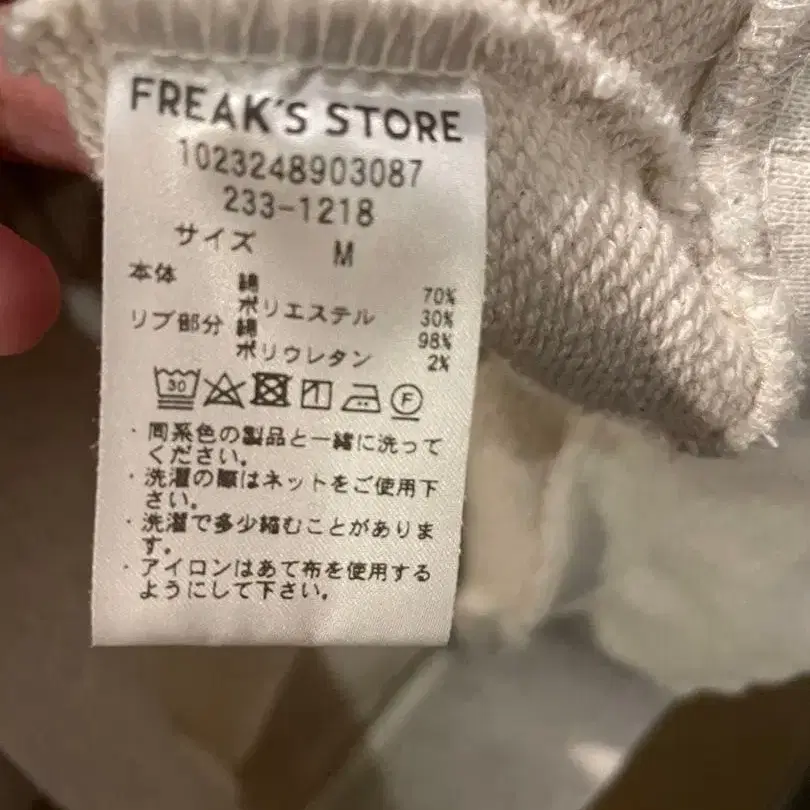 FREAK'S STORE
1023248903087
233-1218
サイズ M
本体 綿 70%
ポリエステル 30%
リブ部分 綿 98%
ポリウレタン 2%
30
F
・同系色の製品と一緒に洗って
ください。
・洗濯の際はネットをご使用下
さい。
・洗濯で多少縮むことがありま
す。
・アイロンはあて布を使用する
ようにして下さい。